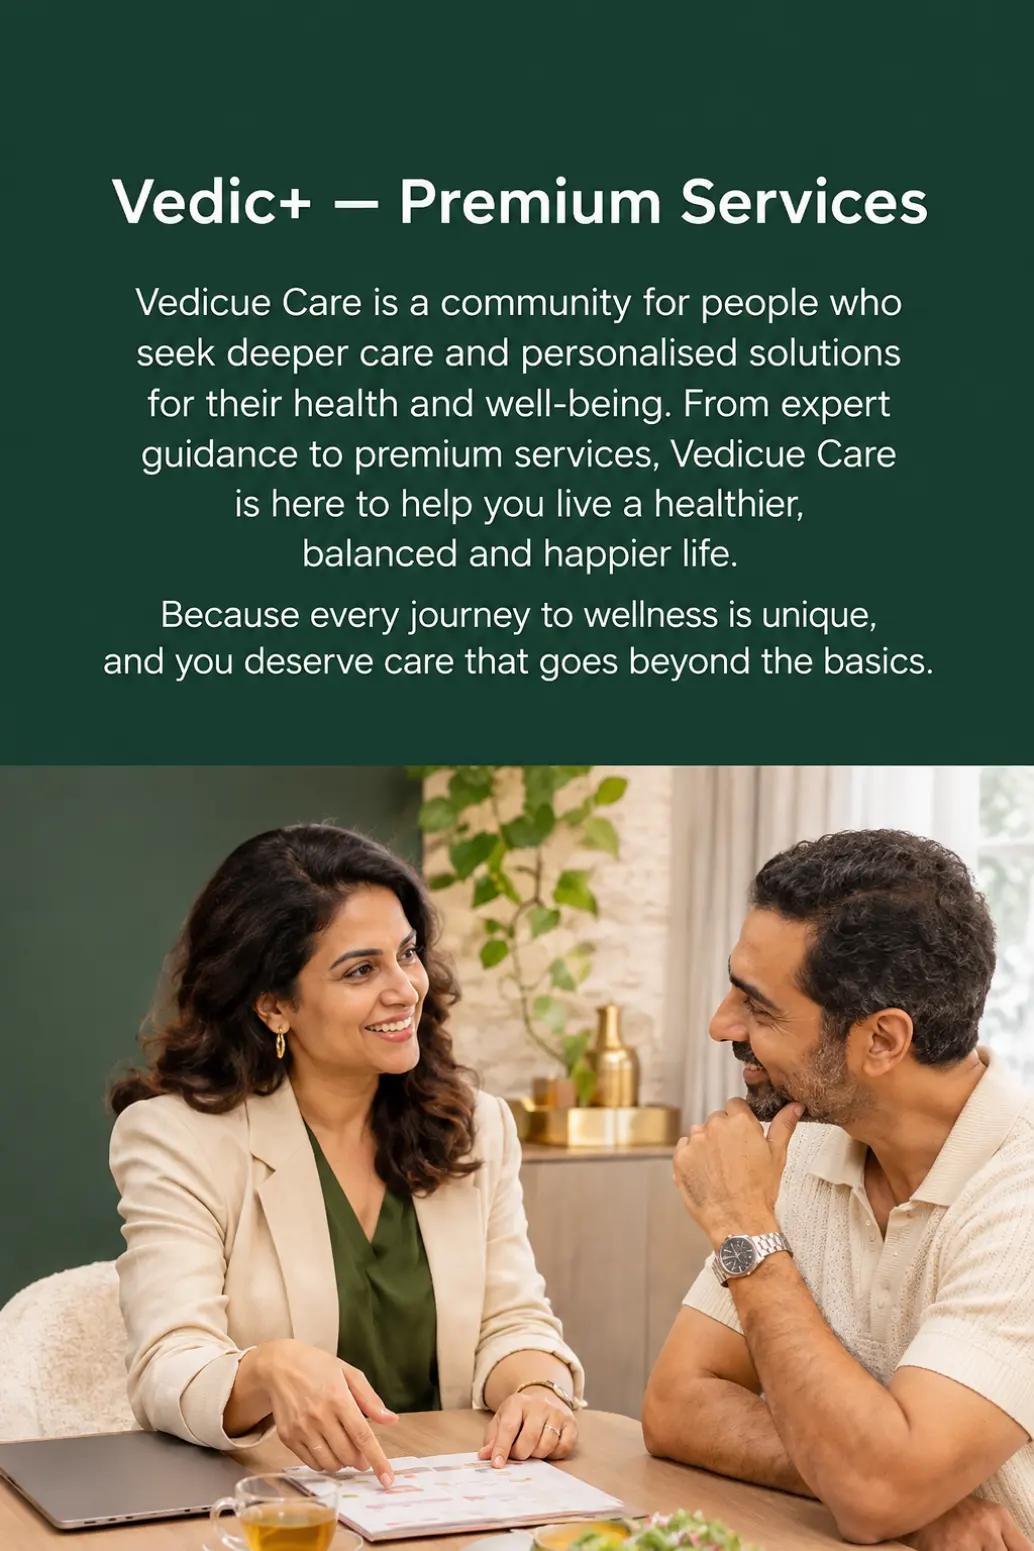 Vedic+ — Premium Services
Vedicue Care is a community for people who
seek deeper care and personalised solutions
for their health and well-being. From expert
guidance to premium services, Vedicue Care
is here to help you live a healthier,
balanced and happier life.
Because every journey to wellness is unique,
and you deserve care that goes beyond the basics.